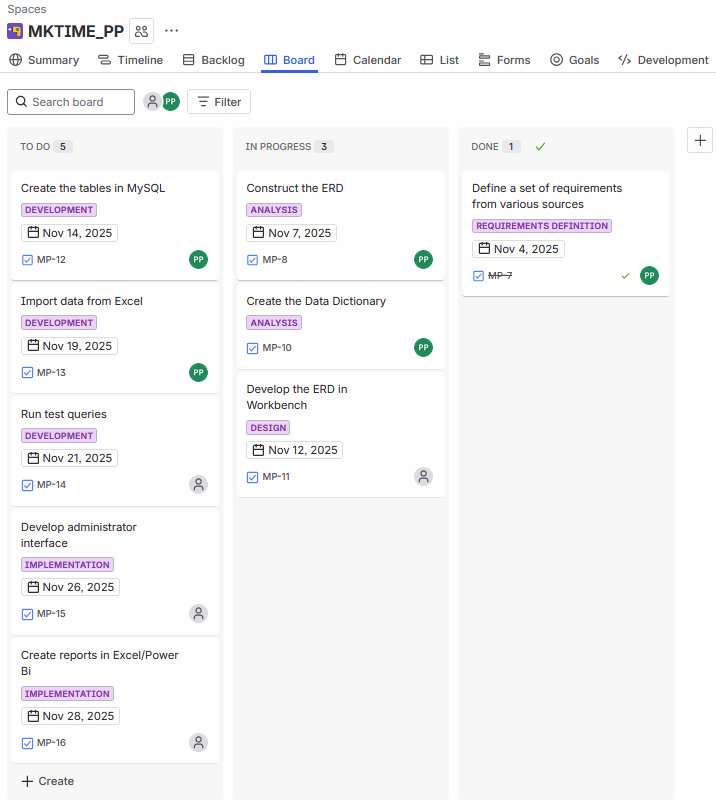 Spaces
MKTIME_PP
Summary Timeline Backlog Board Calendar List Forms Goals Development
Search board PP Filter
TO DO 5
Create the tables in MySQL
DEVELOPMENT
Nov 14, 2025
MP-12 PP
Import data from Excel
DEVELOPMENT
Nov 19, 2025
MP-13 PP
Run test queries
DEVELOPMENT
Nov 21, 2025
MP-14
Develop administrator
interface
IMPLEMENTATION
Nov 26, 2025
MP-15
Create reports in Excel/Power
Bi
IMPLEMENTATION
Nov 28, 2025
MP-16
Create
IN PROGRESS 3
Construct the ERD
ANALYSIS
Nov 7, 2025
MP-8 PP
Create the Data Dictionary
ANALYSIS
MP-10 PP
Develop the ERD in
Workbench
DESIGN
Nov 12, 2025
MP-11
DONE 1
Define a set of requirements
from various sources
REQUIREMENTS DEFINITION
Nov 4, 2025
MP-7 PP